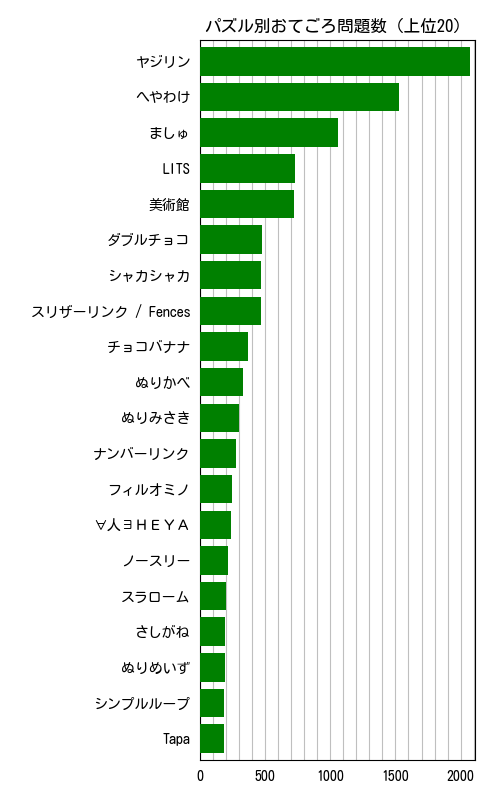 パズル別おてごろ問題数 (上位20)
ヤジリン
へやわけ
ましゅ
LITS
美術館
ダブルチョコ
シャカシャカ
スリザーリンク / Fences
チョコバナナ
ぬりかべ
ぬりみさき
ナンバーリンク
フィルオミノ
∀人∃ＨＥＹＡ
ノースリー
スラローム
さしがね
ぬりめいず
シンプルループ
Tapa
0 500 1000 1500 2000